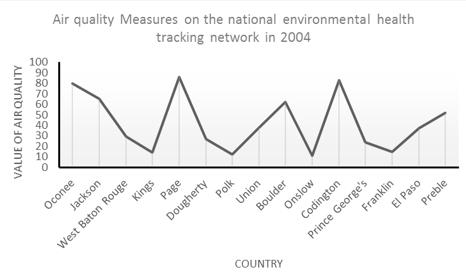 Air quality Measures on the national environmental health
tracking network in 2004
VALUE OF AIR QUALITY
100
90
80
70
60
50
40
30
20
10
0
Oconee
Jackson
West Baton Rouge
Kings
Page
Dougherty
Polk
Union
Boulder
Onslow
Codington
Prince George's
Franklin
El Paso
Preble
COUNTRY